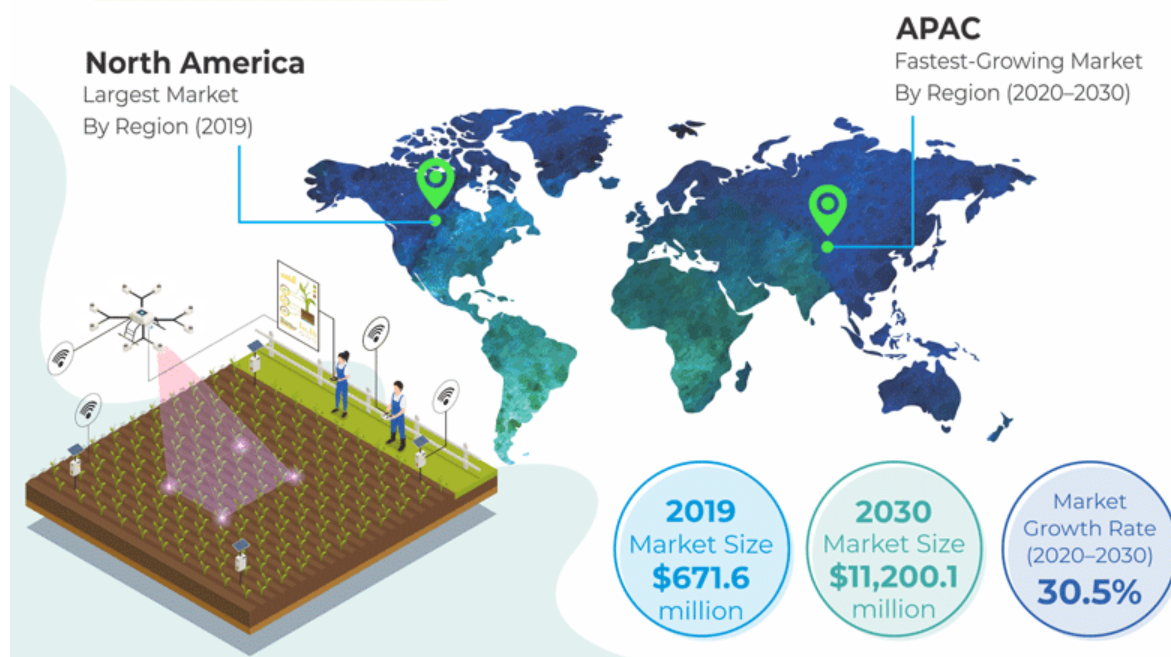 North America
Largest Market
By Region (2019)
APAC
Fastest-Growing Market
By Region (2020–2030)
2019
Market Size
$671.6
million
2030
Market Size
$11,200.1
million
Market
Growth Rate
(2020–2030)
30.5%